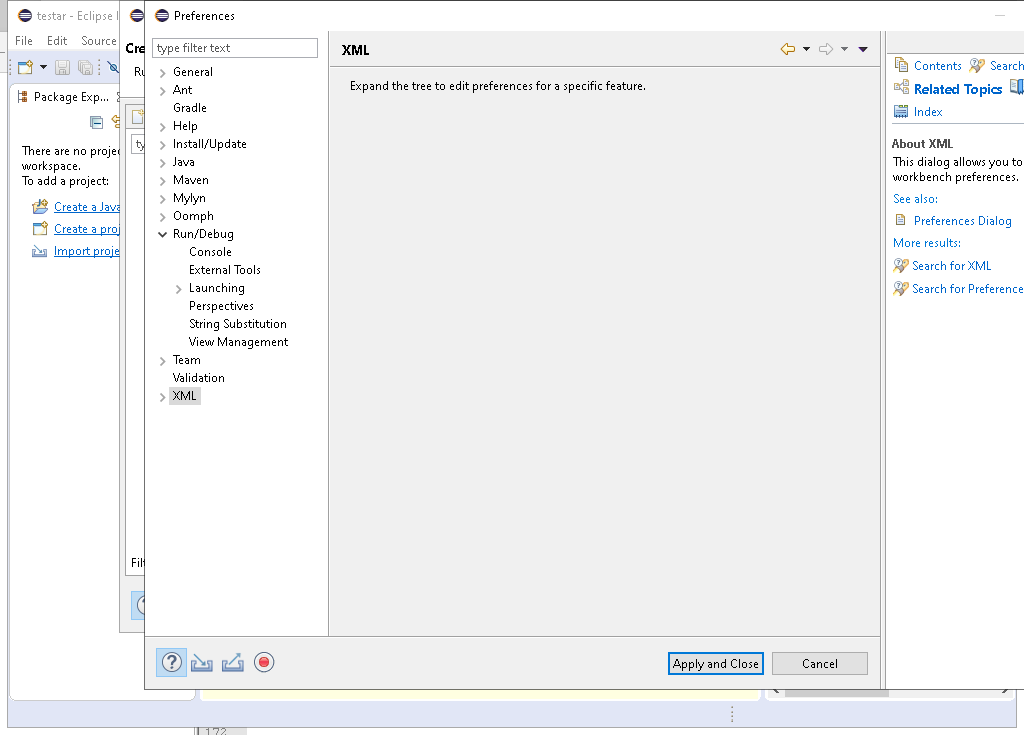 testar - Eclipse I
Preferences
File Edit Source
Cre
type filter text
XML
Contents Search
Ru
General
Expand the tree to edit preferences for a specific feature.
Related Topics
Package Exp...
Ant
Gradle
Index
Help
There are no projec
ty
Install/Update
About XML
workspace.
Java
This dialog allows you to
To add a project:
Maven
workbench preferences.
Create a Java
Mylyn
See also:
Oomph
Preferences Dialog
Create a proj
Run/Debug
More results:
Import proje
Console
External Tools
Search for XML
Launching
Search for Preference
Perspectives
String Substitution
View Management
Team
Validation
XML
Filt
Apply and Close Cancel
172